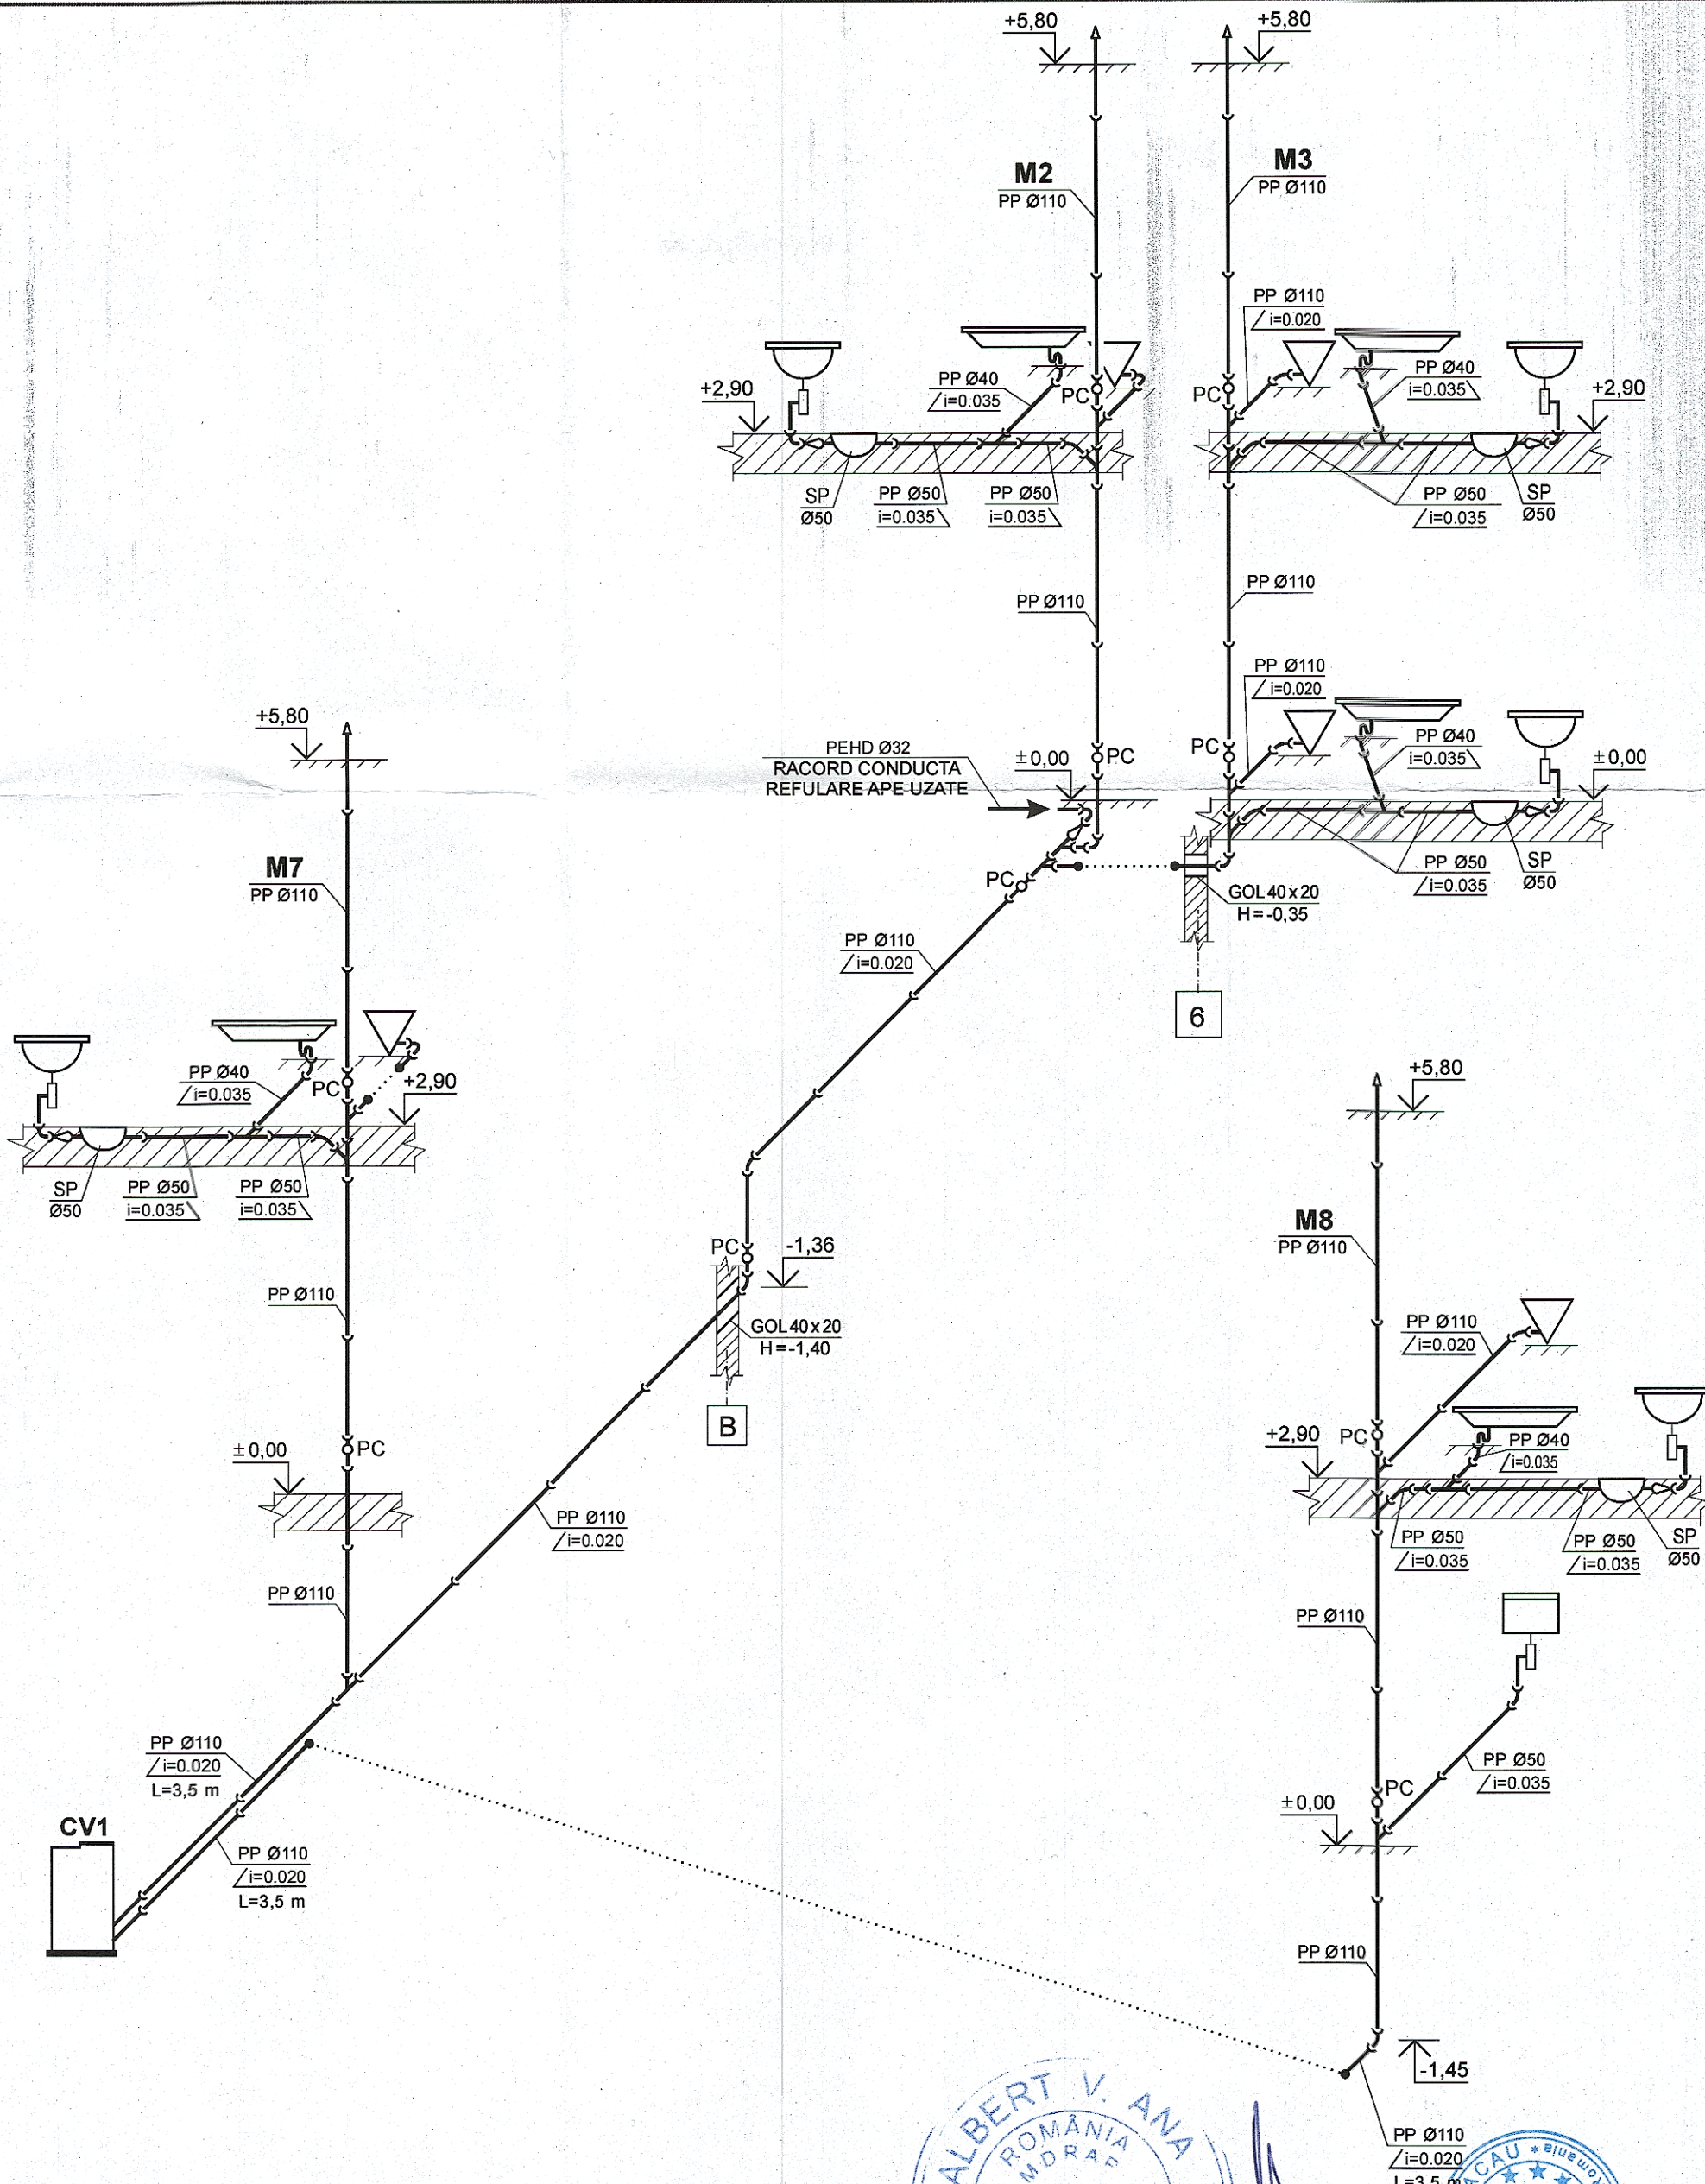 +5,80
+5,80
M2
PP Ø110
M3
PP Ø110
PP Ø110
i=0.020
+2,90
PP Ø40
i=0.035
PC
PC
PP Ø40
i=0.035
+2,90
SP
Ø50
PP Ø50
i=0.035
PP Ø50
i=0.035
PP Ø50
i=0.035
SP
Ø50
PP Ø110
PP Ø110
PP Ø110
i=0.020
+5,80
PEHD Ø32
RACORD CONDUCTA
REFULARE APE UZATE
±0,00
PC
PC
PP Ø40
i=0.035
±0,00
M7
PP Ø110
PC
GOL 40x20
H=-0,35
PP Ø50
i=0.035
SP
Ø50
PP Ø110
i=0.020
6
PP Ø40
i=0.035
PC
+2,90
+5,80
SP
Ø50
PP Ø50
i=0.035
PP Ø50
i=0.035
M8
PP Ø110
PC
-1,36
PP Ø110
GOL 40x20
H=-1,40
PP Ø110
i=0.020
B
±0,00
PC
+2,90
PC
PP Ø40
i=0.035
PP Ø110
i=0.020
PP Ø50
i=0.035
PP Ø50
i=0.035
SP
Ø50
PP Ø110
PP Ø110
PP Ø110
i=0.020
L=3,5 m
PP Ø50
i=0.035
PC
±0,00
CV1
PP Ø110
i=0.020
L=3,5 m
PP Ø110
-1,45
PP Ø110
i=0.020
L=3,5 m
ALBERT V. ANA
ROMÂNIA
MDRAP
BACAU * Romania